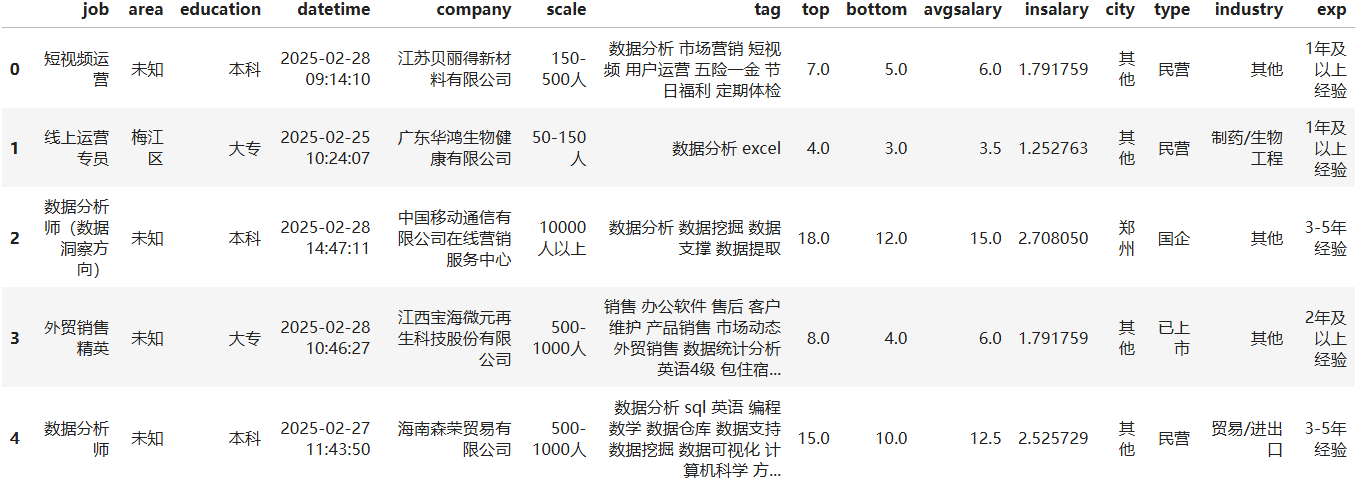 job area education datetime company scale tag top bottom avgsalary insalary city type industry exp
0 短视频运营 未知 本科 2025-02-28 09:14:10 江苏贝丽得新材料有限公司 150-500人 数据分析 市场营销 短视频 用户运营 五险一金 节日福利 定期体检 7.0 5.0 6.0 1.791759 其他 民营 其他 1年及以上经验
1 线上运营专员 梅江区 大专 2025-02-25 10:24:07 广东华鸿生物健康有限公司 50-150人 数据分析 excel 4.0 3.0 3.5 1.252763 其他 民营 制药/生物工程 1年及以上经验
2 数据分析师（数据洞察方向） 未知 本科 2025-02-28 14:47:11 中国移动通信有限公司在线营销服务中心 10000人以上 数据分析 数据挖掘 数据支撑 数据提取 18.0 12.0 15.0 2.708050 郑州 国企 其他 3-5年经验
3 外贸销售精英 未知 大专 2025-02-28 10:46:27 江西宝海微元再生科技股份有限公司 500-1000人 销售 办公软件 售后 客户维护 产品销售 市场动态 外贸销售 数据统计分析 英语4级 包住宿... 8.0 4.0 6.0 1.791759 其他 已上市 其他 2年及以上经验
4 数据分析师 未知 本科 2025-02-27 11:43:50 海南森荣贸易有限公司 500-1000人 数据分析 sql 英语 编程 数学 数据仓库 数据支持 数据挖掘 数据可视化 计算机科学 方... 15.0 10.0 12.5 2.525729 其他 民营 贸易/进出口 3-5年经验